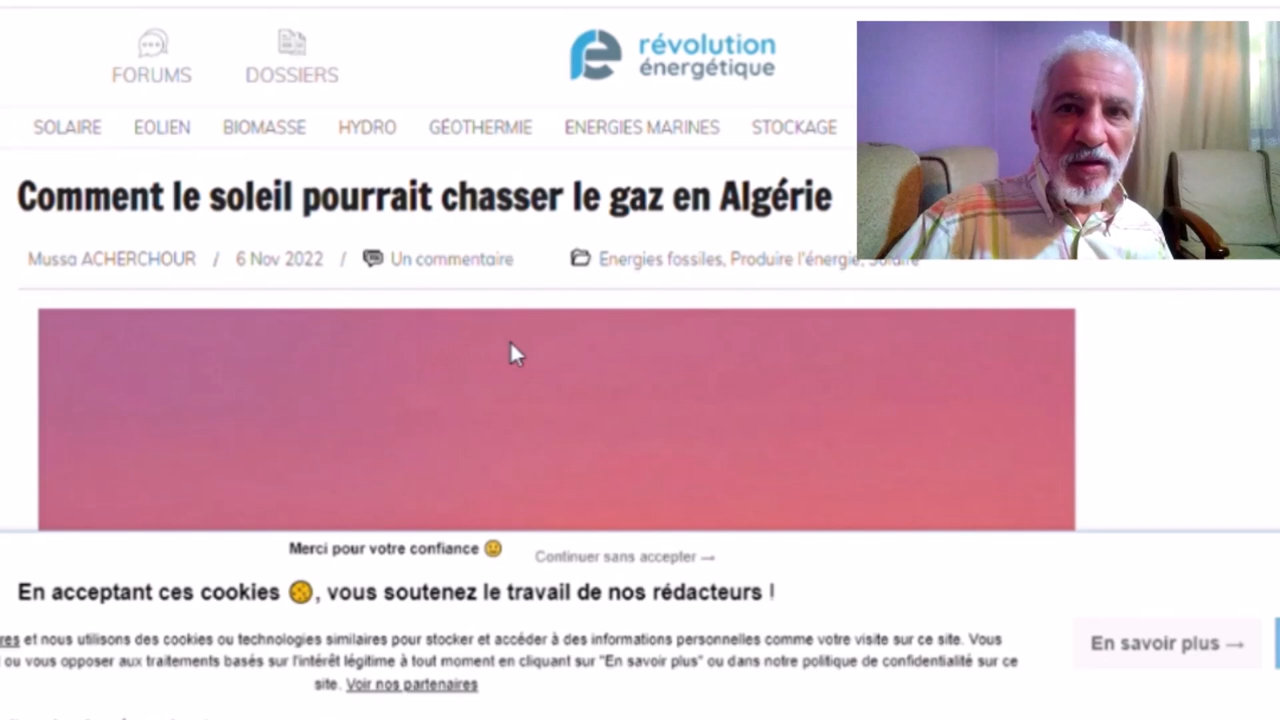 FORUMS
DOSSIERS
révolution
énergétique
SOLAIRE EOLIEN BIOMASSE HYDRO GÉOTHERMIE ENERGIES MARINES STOCKAGE
Comment le soleil pourrait chasser le gaz en Algérie
Mussa ACHERCHOUR / 6 Nov 2022 / Un commentaire Energies fossiles, Produire l'énergie, Solaire
Merci pour votre confiance
Continuer sans accepter →
En acceptant ces cookies , vous soutenez le travail de nos rédacteurs !
res et nous utilisons des cookies ou technologies similaires pour stocker et accéder à des informations personnelles comme votre visite sur ce site. Vous
ou vous opposer aux traitements basés sur l'intérêt légitime à tout moment en cliquant sur "En savoir plus" ou dans notre politique de confidentialité sur ce
site. Voir nos partenaires
En savoir plus →